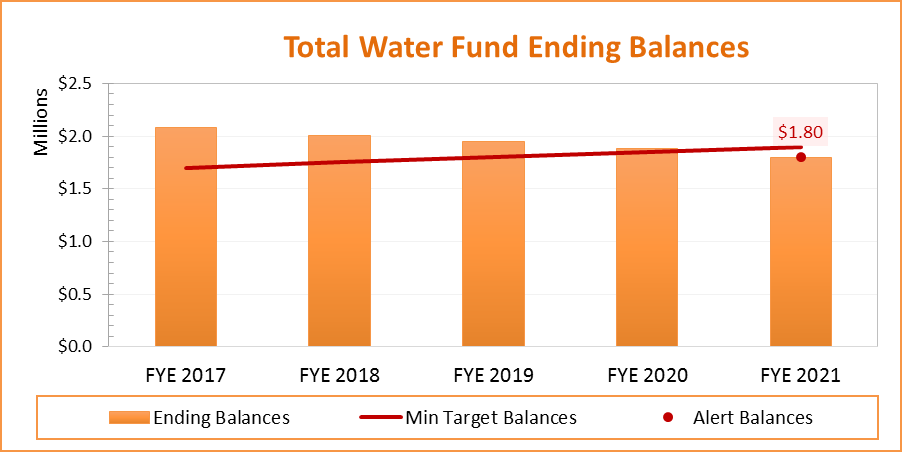 Total Water Fund Ending Balances
Millions
$2.5
$2.0
$1.5
$1.0
$0.5
$0.0
$1.80
FYE 2017 FYE 2018 FYE 2019 FYE 2020 FYE 2021
Ending Balances Min Target Balances Alert Balances